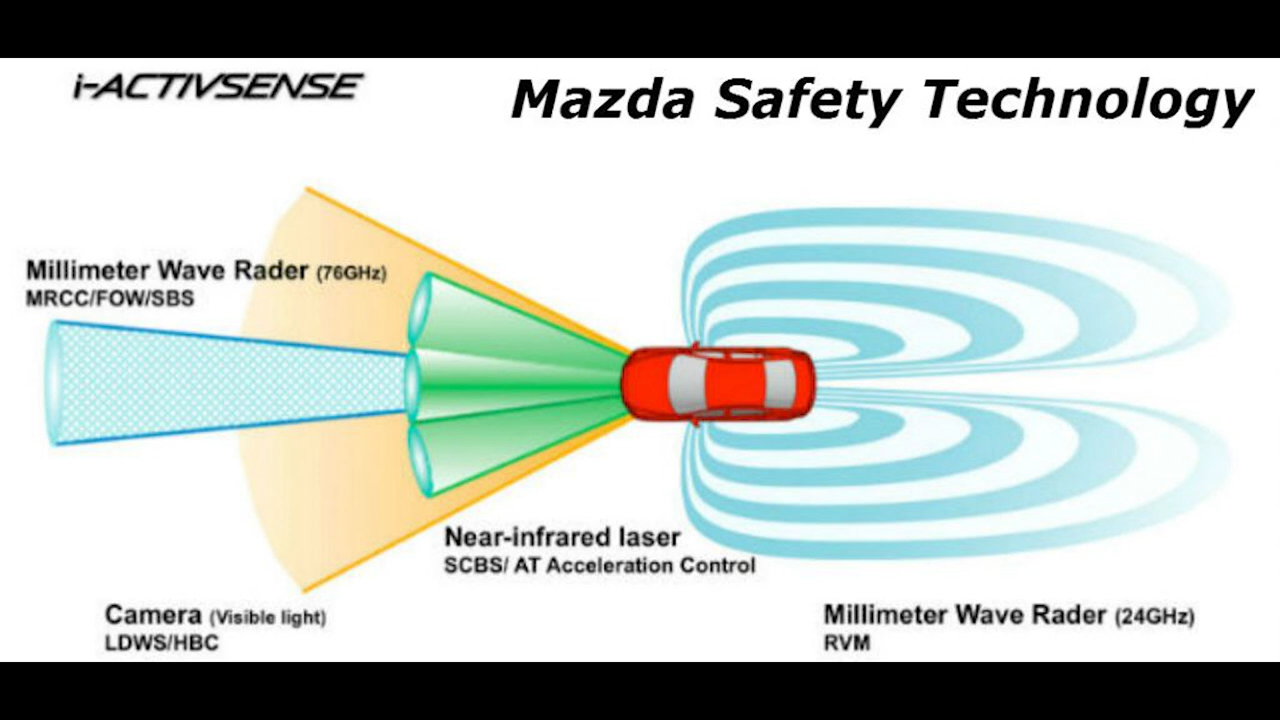 i-ACTIVSENSE
Mazda Safety Technology
Millimeter Wave Rader (76GHz)
MRCC/FOW/SBS
Near-infrared laser
SCBS/ AT Acceleration Control
Camera (Visible light)
LDWS/HBC
Millimeter Wave Rader (24GHz)
RVM